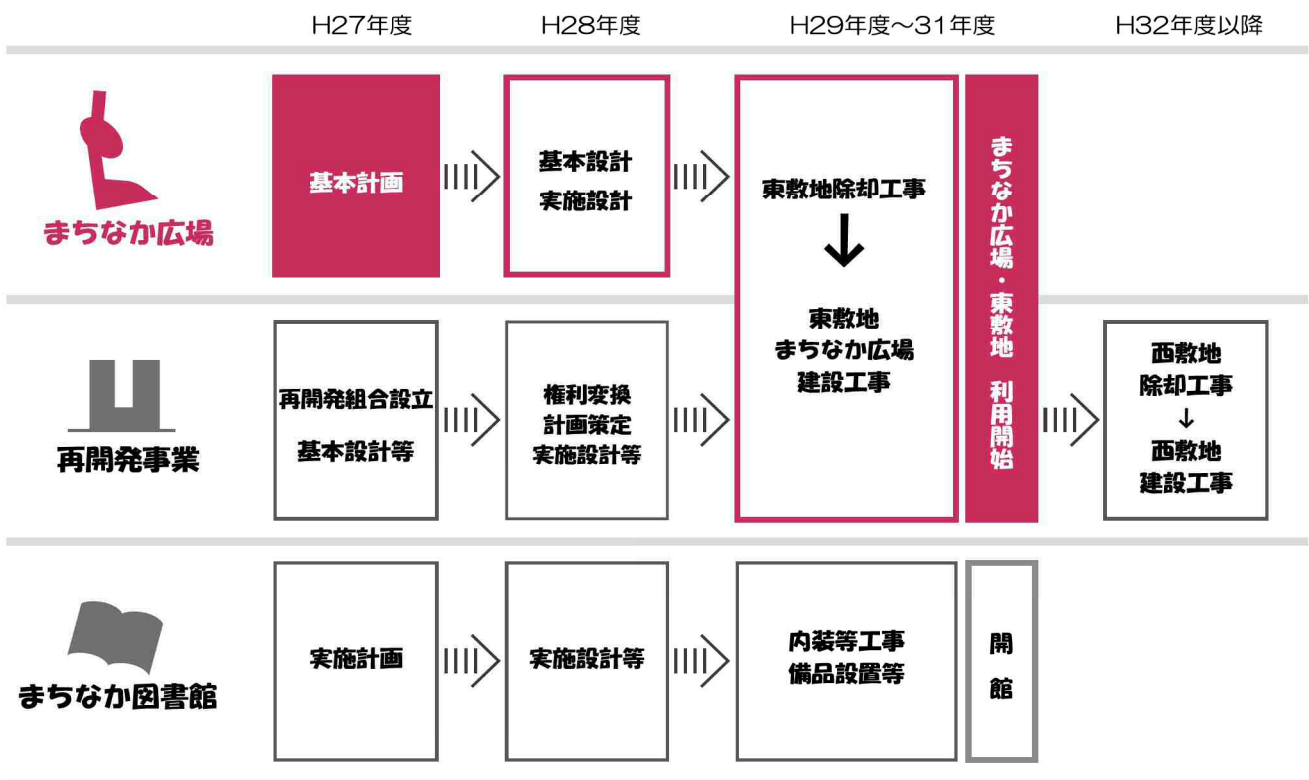 H27年度
H28年度
H29年度〜31年度
H32年度以降
まちなか広場
基本計画
基本設計
実施設計
東敷地除却工事
↓
東敷地
まちなか広場
建設工事
まちなか広場・東敷地 利用開始
再開発事業
再開発組合設立
基本設計等
権利変換
計画策定
実施設計等
西敷地
除却工事
↓
西敷地
建設工事
まちなか図書館
実施計画
実施設計等
内装等工事
備品設置等
開館